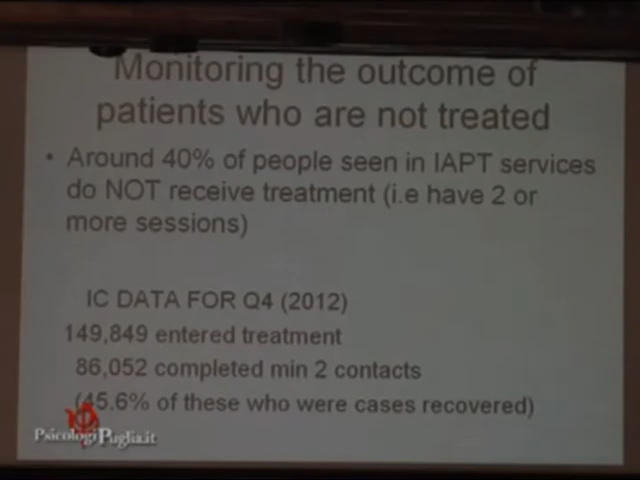 Monitoring the outcome of
patients who are not treated
• Around 40% of people seen in IAPT services
do NOT receive treatment (i.e have 2 or
more sessions)
IC DATA FOR Q4 (2012)
149,849 entered treatment
86,052 completed min 2 contacts
(45.6% of these who were cases recovered)
PsicologiPuglia.it